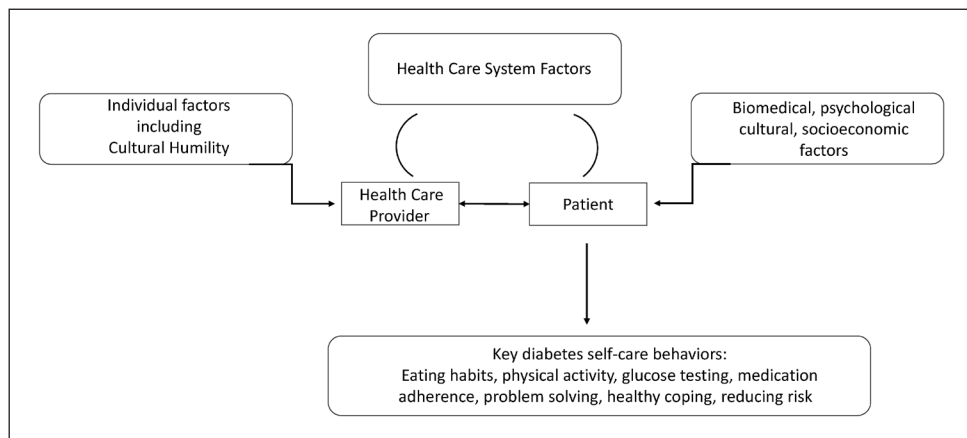 Health Care System Factors
Individual factors
including
Cultural Humility
Biomedical, psychological
cultural, socioeconomic
factors
Health Care
Provider
Patient
Key diabetes self-care behaviors:
Eating habits, physical activity, glucose testing, medication
adherence, problem solving, healthy coping, reducing risk